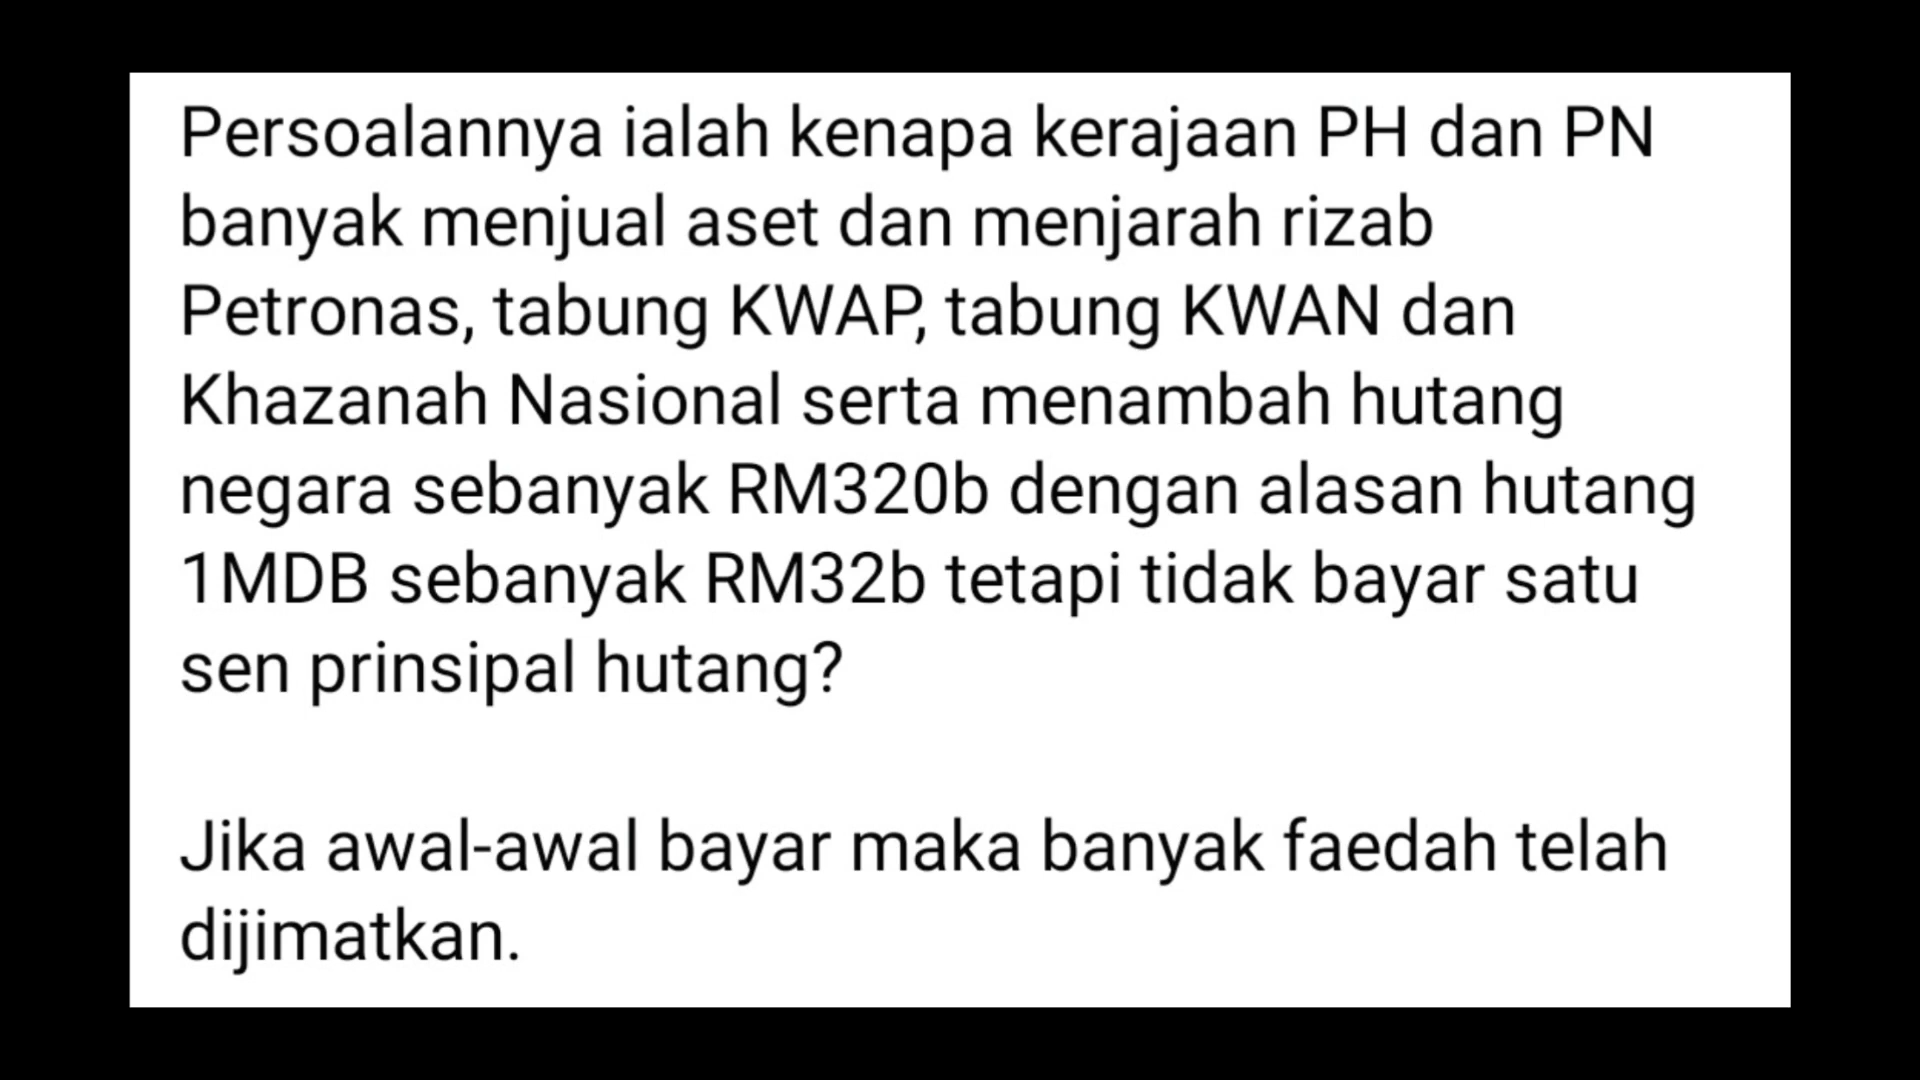 Persoalannya ialah kenapa kerajaan PH dan PN
banyak menjual aset dan menjarah rizab
Petronas, tabung KWAP, tabung KWAN dan
Khazanah Nasional serta menambah hutang
negara sebanyak RM320b dengan alasan hutang
1MDB sebanyak RM32b tetapi tidak bayar satu
sen prinsipal hutang?
Jika awal-awal bayar maka banyak faedah telah
dijimatkan.